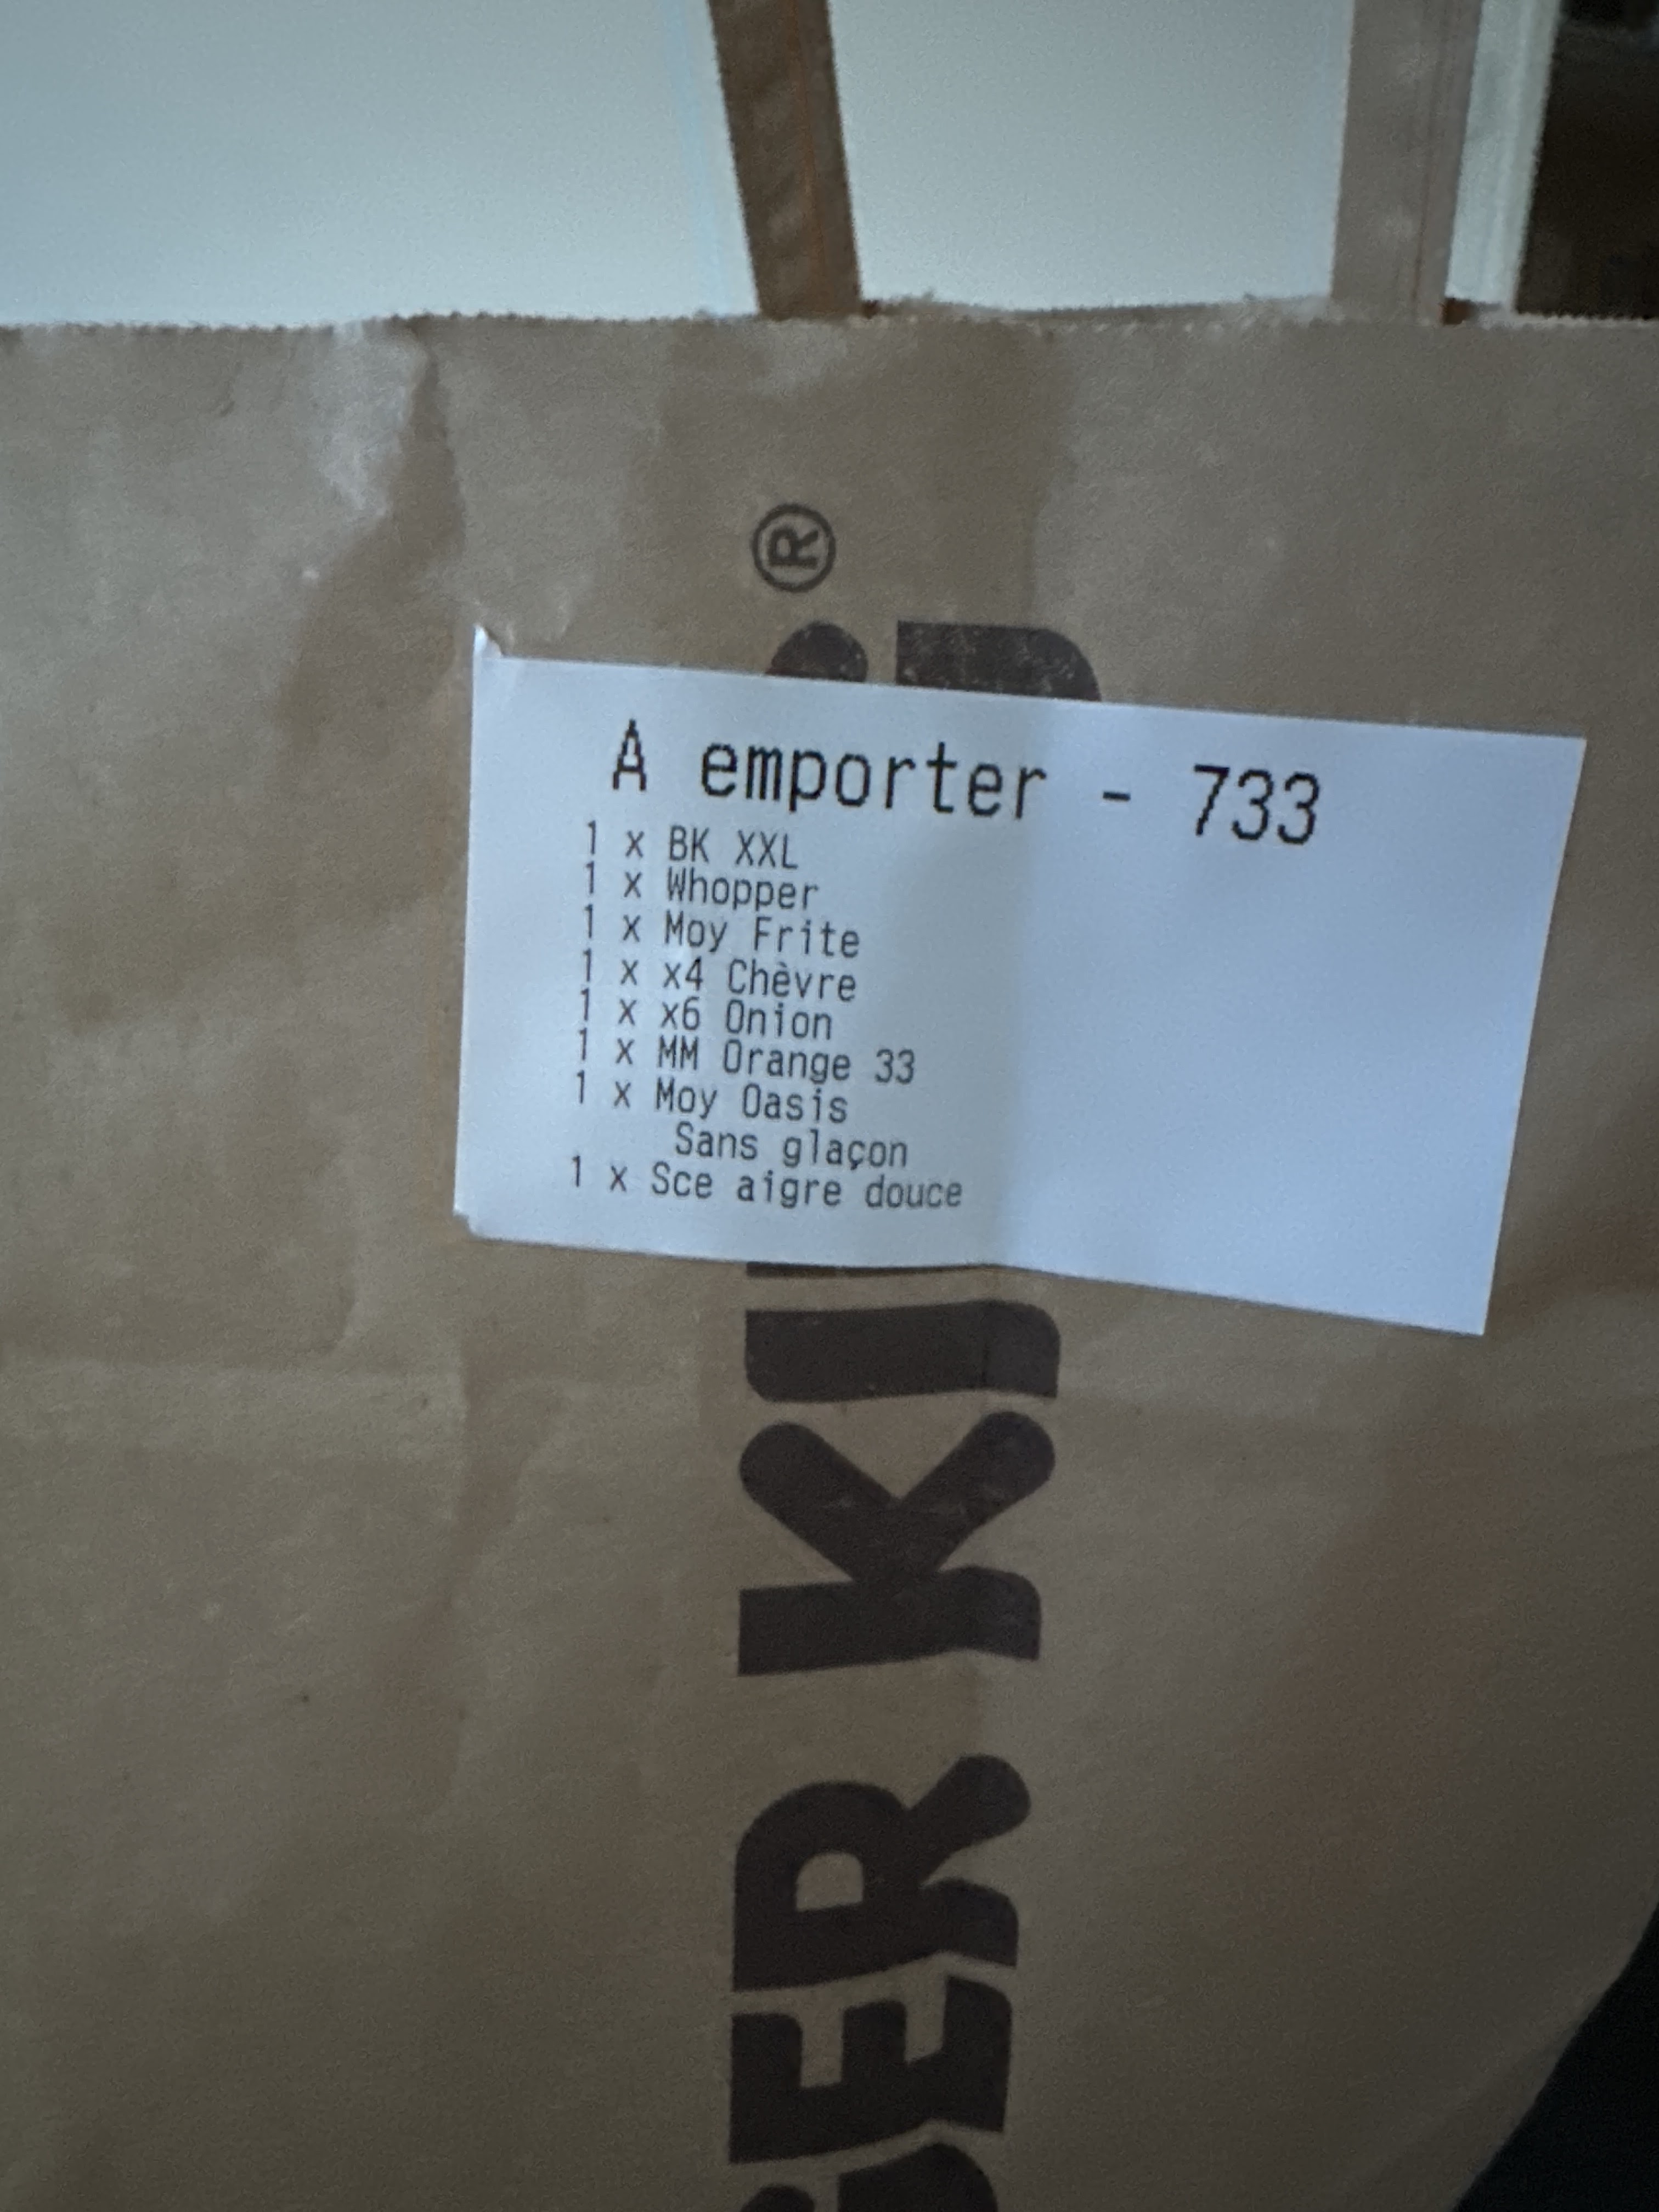 ®
A emporter - 733
1 x BK XXL
1 x Whopper
1 x Moy Frite
1 x x4 Chèvre
1 x x6 Onion
1 x MM Orange 33
1 x Moy Oasis
Sans glaçon
1 x Sce aigre douce